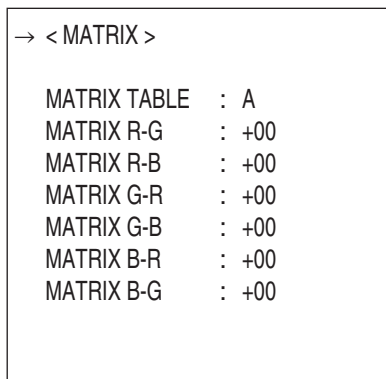 → < MATRIX >
MATRIX TABLE : A
MATRIX R-G : +00
MATRIX R-B : +00
MATRIX G-R : +00
MATRIX G-B : +00
MATRIX B-R : +00
MATRIX B-G : +00